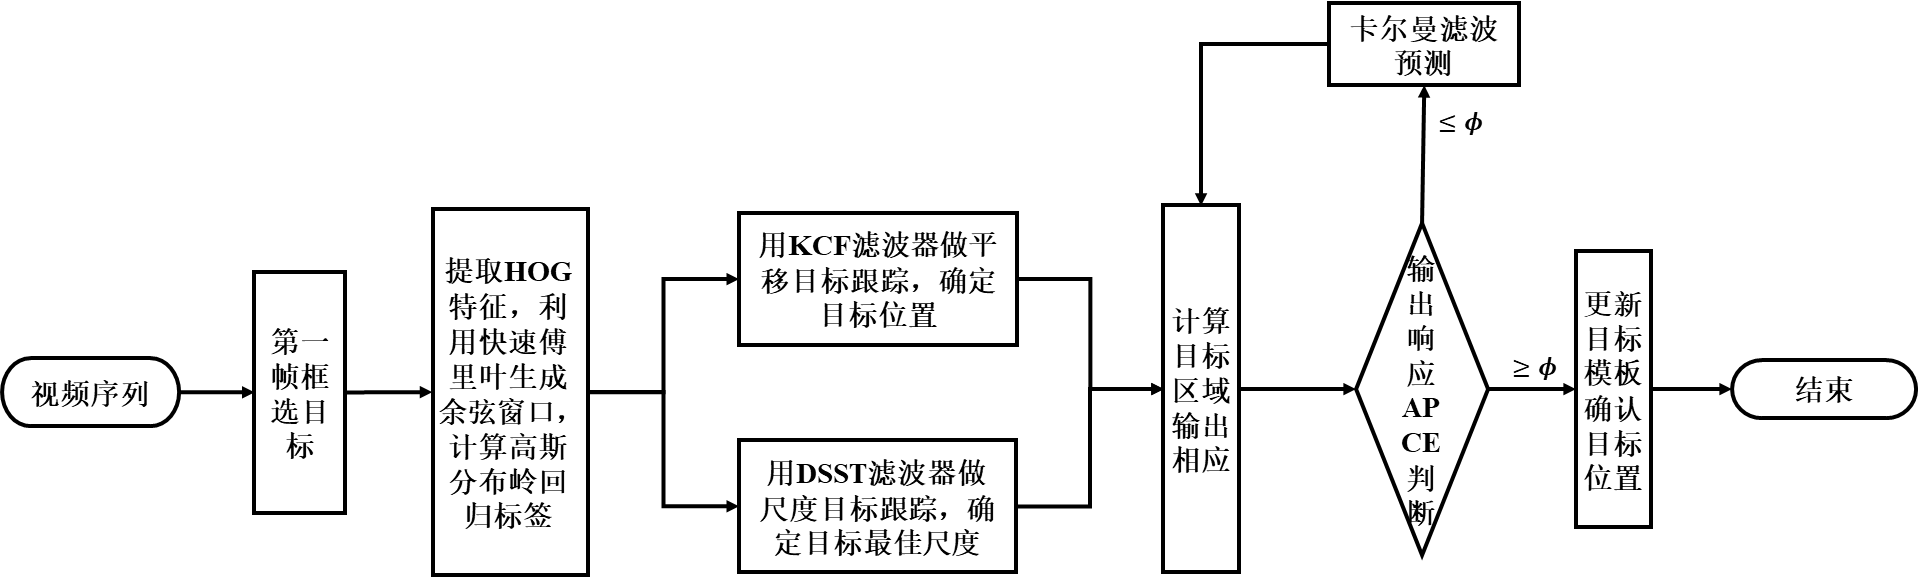 视频序列
第一
帧框
选目
标
提取HOG
特征，利
用快速傅
里叶生成
余弦窗口，
计算高斯
分布岭回
归标签
用KCF滤波器做平
移目标跟踪，确定
目标位置
用DSST滤波器做
尺度目标跟踪，确
定目标最佳尺度
计算
目标
区域
输出
相应
卡尔曼滤波
预测
≤ ϕ
输
出
响
应
AP
CE
判
断
≥ ϕ
更新
目标
模板
确认
目标
位置
结束